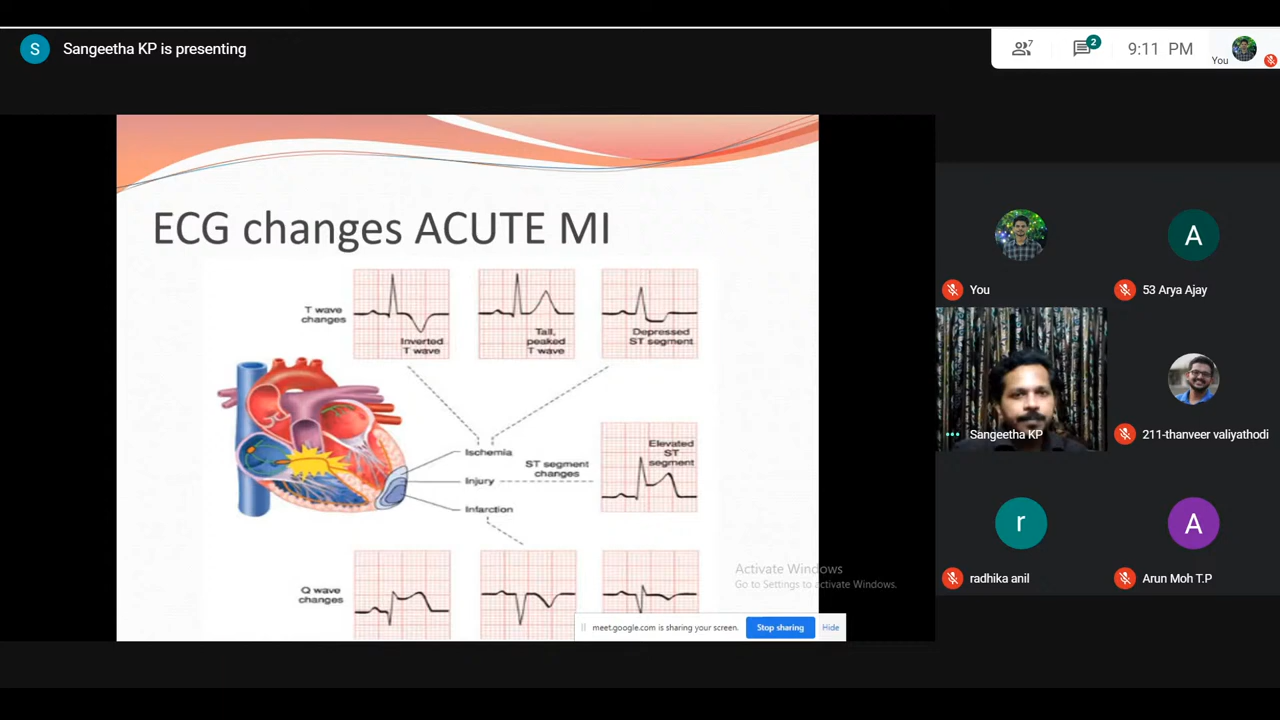 S Sangeetha KP is presenting
7
2
9:11 PM
You
ECG changes ACUTE MI
T wave
changes
Inverted
T wave
Tall,
peaked
T wave
Depressed
ST segment
Ischemia
Injury
Infarction
ST segment
changes
Elevated
ST
segment
Q wave
changes
Activate Windows
Go to Settings to activate Windows.
meet.google.com is sharing your screen.
Stop sharing
Hide
You
A
53 Arya Ajay
Sangeetha KP
211-thanveer valiyathodi
r
radhika anil
A
Arun Moh T.P